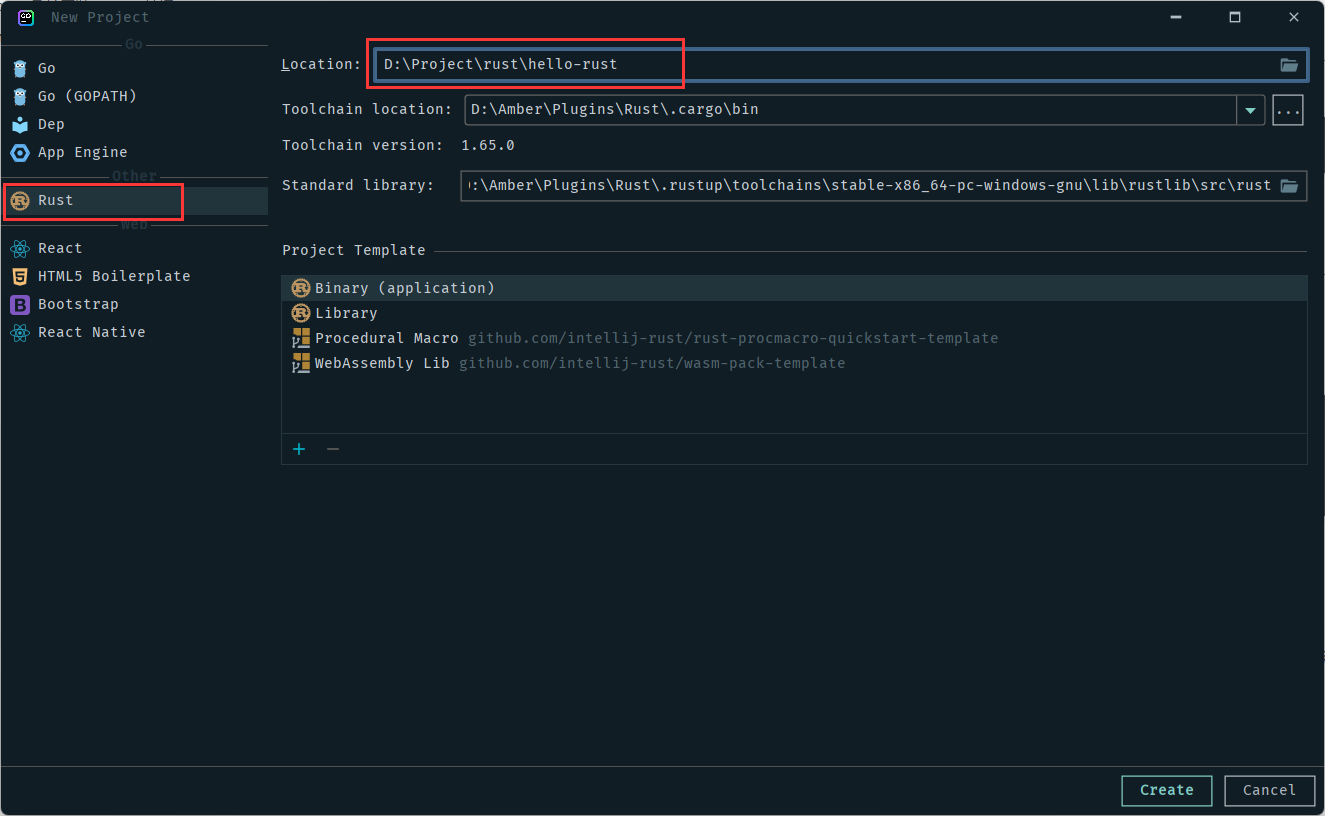 New Project
Go
Go
Go (GOPATH)
Dep
App Engine
Other
Rust
Web
React
HTML5 Boilerplate
Bootstrap
React Native
Location: D:\Project\rust\hello-rust
Toolchain location: D:\Amber\Plugins\Rust\.cargo\bin
...
Toolchain version: 1.65.0
Standard library: :\Amber\Plugins\Rust\.rustup\toolchains\stable-x86_64-pc-windows-gnu\lib\rustlib\src\rust
Project Template
Binary (application)
Library
Procedural Macro github.com/intellij-rust/rust-procmacro-quickstart-template
WebAssembly Lib github.com/intellij-rust/wasm-pack-template
Create
Cancel